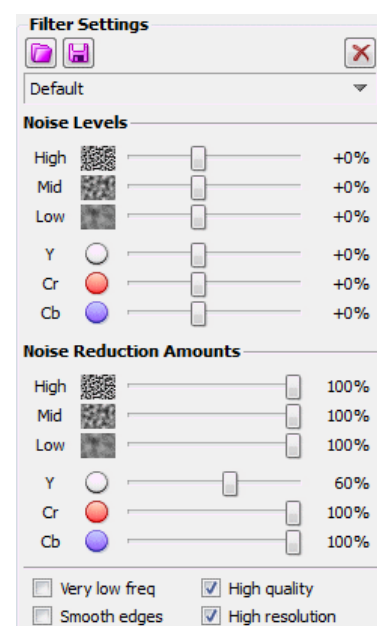 Filter Settings
Default
Noise Levels
High +0%
Mid +0%
Low +0%
Y +0%
Cr +0%
Cb +0%
Noise Reduction Amounts
High 100%
Mid 100%
Low 100%
Y 60%
Cr 100%
Cb 100%
Very low freq High quality
Smooth edges High resolution